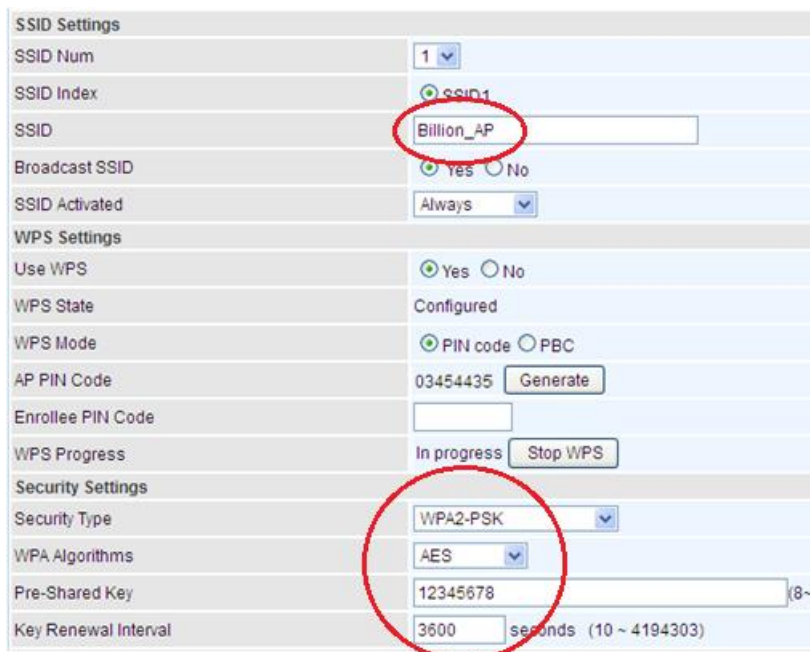 SSID Settings
SSID Num 1
SSID Index SSID1
SSID Billion_AP
Broadcast SSID Yes No
SSID Activated Always
WPS Settings
Use WPS Yes No
WPS State Configured
WPS Mode PIN code PBC
AP PIN Code 03454435 Generate
Enrollee PIN Code
WPS Progress In progress Stop WPS
Security Settings
Security Type WPA2-PSK
WPA Algorithms AES
Pre-Shared Key 12345678 (8~
Key Renewal Interval 3600 seconds (10 ~ 4194303)